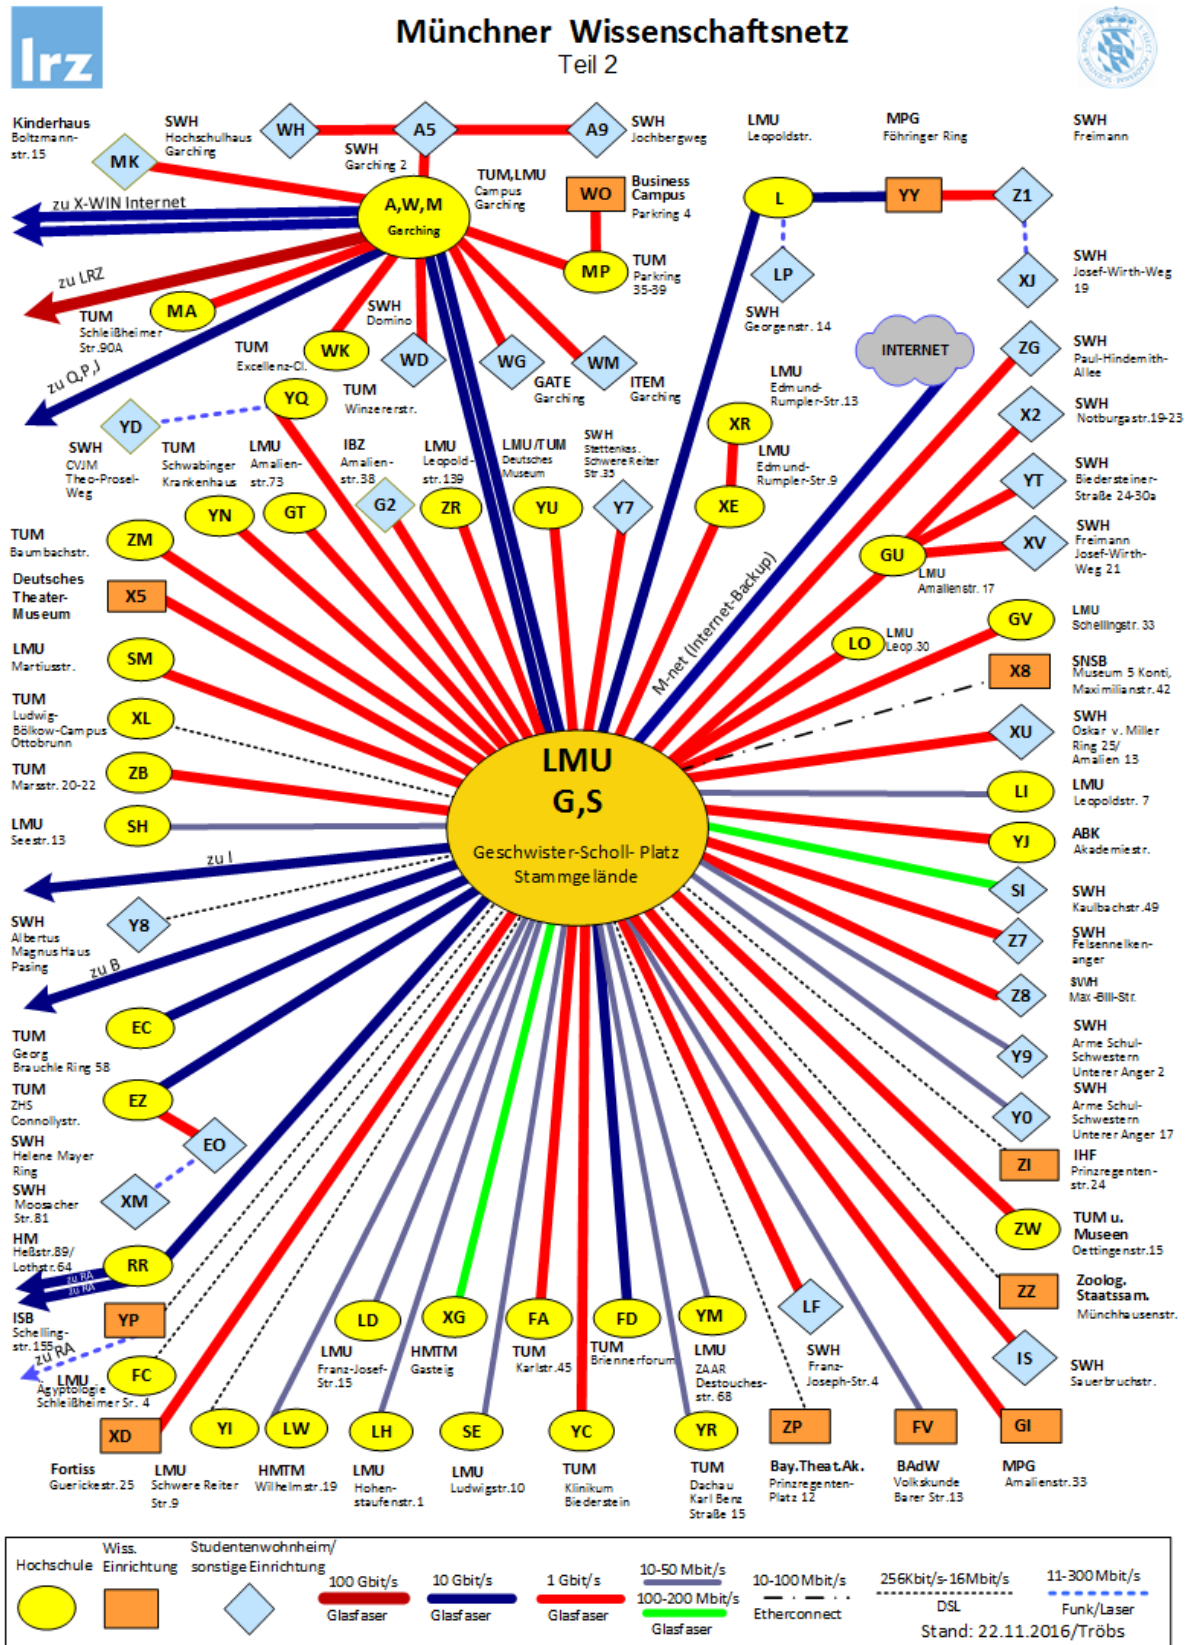 lrz
Münchner Wissenschaftsnetz
Teil 2
Kinderhaus
Boltzmann-
str.15
MK
SWH
Hochschulhaus
Garching
WH
A5
SWH
Garching 2
A9
SWH
Jochbergweg
LMU
Leopoldstr.
MPG
Föhringer Ring
SWH
Freimann
zu X-WIN Internet
A,W,M
Garching
TUM,LMU
Campus
Garching
WO
Business
Campus
Parkring 4
L
YY
Z1
zu LRZ
MP
TUM
Parkring
35-39
LP
SWH
Georgenstr. 14
XJ
SWH
Josef-Wirth-Weg
19
MA
TUM
Schleißheimer
Str.90A
TUM
Excellenz-Cl.
WK
SWH
Domino
WD
WG
GATE
Garching
WM
ITEM
Garching
INTERNET
ZG
SWH
Paul-Hindemith-
Allee
zu Q,P,J
YQ
TUM
Winzererstr.
YD
SWH
CVJM
Theo-Prosel-
Weg
LMU
Edmund-
Rumpler-Str.13
XR
X2
SWH
Notburgastr.19-23
TUM
Schwabinger
Krankenhaus
YN
LMU
Amalien-
str.73
GT
IBZ
Amalien-
str.38
G2
LMU
Leopold-
str.139
ZR
LMU/TUM
Deutsches
Museum
YU
SWH
Stettenkas.
Schwere Reiter
Str.35
Y7
LMU
Edmund-
Rumpler-Str.9
XE
YT
SWH
Biedersteiner-
Straße 24-30a
TUM
Baumbachstr.
ZM
GU
LMU
Amalienstr. 17
XV
SWH
Freimann
Josef-Wirth-
Weg 21
Deutsches
Theater-
Museum
X5
M-net (Internet-Backup)
GV
LMU
Schellingstr. 33
LMU
Martiusstr.
SM
LO
LMU
Leop.30
X8
SNSB
Museum 5 Konti,
Maximilianstr.42
TUM
Ludwig-
Bölkow-Campus
Ottobrunn
XL
XU
SWH
Oskar v. Miller
Ring 25/
Amalien 13
TUM
Marsstr. 20-22
ZB
LMU
G,S
Geschwister-Scholl- Platz
Stammgelände
LI
LMU
Leopoldstr. 7
LMU
Seestr.13
SH
YJ
ABK
Akademiestr.
zu I
SI
SWH
Kaulbachstr.49
SWH
Albertus
Magnus Haus
Pasing
Y8
zu B
Z7
SWH
Felsennelken-
anger
Z8
SWH
Max-Bill-Str.
TUM
Georg
Brauchle Ring 58
EC
Y9
SWH
Arme Schul-
Schwestern
Unterer Anger 2
TUM
ZHS
Connollystr.
EZ
Y0
SWH
Arme Schul-
Schwestern
Unterer Anger 17
SWH
Helene Mayer
Ring
EO
ZI
IHF
Prinzregenten-
str.24
SWH
Moosacher
Str.81
XM
ZW
TUM u.
Museen
Oettingenstr.15
HM
Heßstr.89/
Lothstr.64
RR
zu RA
zu RA
ZZ
Zoolog.
Staatssam.
Münchhausenstr.
ISB
Schelling-
str.155
YP
zu RA
LD
LMU
Franz-Josef-
Str.15
XG
HMTM
Gasteig
FA
TUM
Karlstr.45
FD
TUM
Briennerforum
YM
LMU
ZAAR
Destouches-
str. 68
LF
SWH
Franz-
Joseph-Str.4
IS
SWH
Sauerbruchstr.
LMU
Ägyptologie
Schleißheimer Sr. 4
FC
XD
Fortiss
Guerickestr.25
YI
LMU
Schwere Reiter
Str.9
LW
HMTM
Wilhelmstr.19
LH
LMU
Hohen-
staufenstr.1
SE
LMU
Ludwigstr.10
YC
TUM
Klinikum
Biederstein
YR
TUM
Dachau
Karl Benz
Straße 15
ZP
Bay.Theat.Ak.
Prinzregenten-
Platz 12
FV
BAdW
Volkskunde
Barer Str.13
GI
MPG
Amalienstr.33
Hochschule
Wiss.
Einrichtung
Studentenwohnheim/
sonstige Einrichtung
100 Gbit/s
Glasfaser
10 Gbit/s
Glasfaser
1 Gbit/s
Glasfaser
10-50 Mbit/s
100-200 Mbit/s
Glasfaser
10-100Mbit/s
Etherconnect
256Kbit/s-16Mbit/s
DSL
11-300 Mbit/s
Funk/Laser
Stand: 22.11.2016/Tröbs